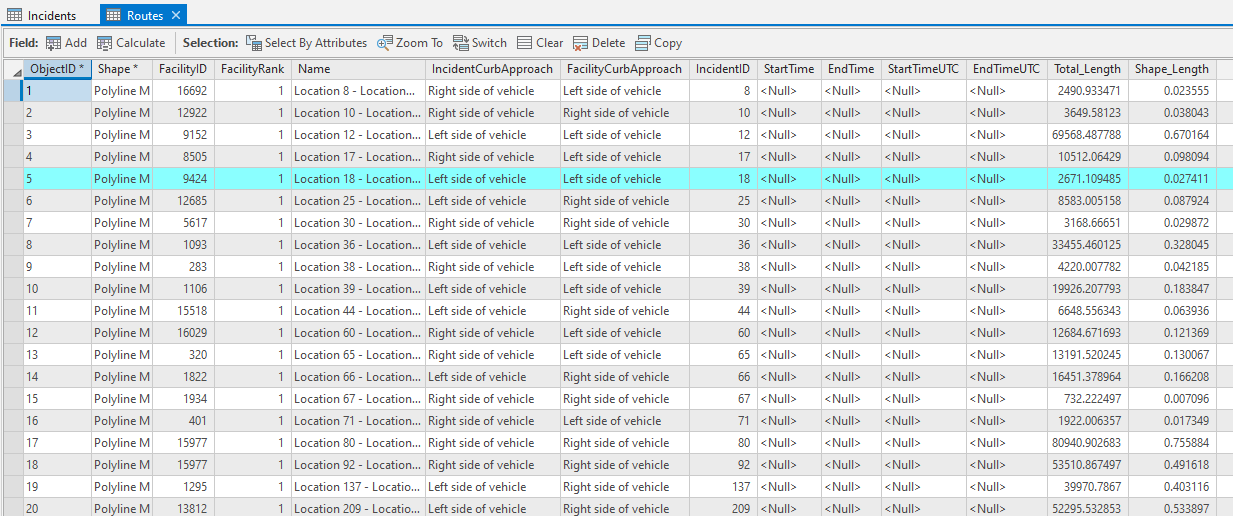 Incidents Routes ×
Field: Add Calculate Selection: Select By Attributes Zoom To Switch Clear Delete Copy
ObjectID * Shape * FacilityID FacilityRank Name IncidentCurbApproach FacilityCurbApproach IncidentID StartTime EndTime StartTimeUTC EndTimeUTC Total_Length Shape_Length
1 Polyline M 16692 1 Location 8 - Location... Right side of vehicle Left side of vehicle 8 <Null> <Null> <Null> <Null> 2490.933471 0.023555
2 Polyline M 12922 1 Location 10 - Location... Right side of vehicle Right side of vehicle 10 <Null> <Null> <Null> <Null> 3649.58123 0.038043
3 Polyline M 9152 1 Location 12 - Location... Left side of vehicle Left side of vehicle 12 <Null> <Null> <Null> <Null> 69568.487788 0.670164
4 Polyline M 8505 1 Location 17 - Location... Right side of vehicle Left side of vehicle 17 <Null> <Null> <Null> <Null> 10512.06429 0.098094
5 Polyline M 9424 1 Location 18 - Location... Left side of vehicle Left side of vehicle 18 <Null> <Null> <Null> <Null> 2671.109485 0.027411
6 Polyline M 12685 1 Location 25 - Location... Left side of vehicle Right side of vehicle 25 <Null> <Null> <Null> <Null> 8583.005158 0.087924
7 Polyline M 5617 1 Location 30 - Location... Right side of vehicle Right side of vehicle 30 <Null> <Null> <Null> <Null> 3168.66651 0.029872
8 Polyline M 1093 1 Location 36 - Location... Left side of vehicle Left side of vehicle 36 <Null> <Null> <Null> <Null> 33455.460125 0.328045
9 Polyline M 283 1 Location 38 - Location... Right side of vehicle Left side of vehicle 38 <Null> <Null> <Null> <Null> 4220.007782 0.042185
10 Polyline M 1106 1 Location 39 - Location... Left side of vehicle Left side of vehicle 39 <Null> <Null> <Null> <Null> 19926.207793 0.183847
11 Polyline M 15518 1 Location 44 - Location... Right side of vehicle Right side of vehicle 44 <Null> <Null> <Null> <Null> 6648.556343 0.063936
12 Polyline M 16029 1 Location 60 - Location... Right side of vehicle Left side of vehicle 60 <Null> <Null> <Null> <Null> 12684.671693 0.121369
13 Polyline M 320 1 Location 65 - Location... Right side of vehicle Left side of vehicle 65 <Null> <Null> <Null> <Null> 13191.520245 0.130067
14 Polyline M 1822 1 Location 66 - Location... Left side of vehicle Right side of vehicle 66 <Null> <Null> <Null> <Null> 16451.378964 0.166208
15 Polyline M 1934 1 Location 67 - Location... Right side of vehicle Right side of vehicle 67 <Null> <Null> <Null> <Null> 732.222497 0.007096
16 Polyline M 401 1 Location 71 - Location... Left side of vehicle Left side of vehicle 71 <Null> <Null> <Null> <Null> 1922.006357 0.017349
17 Polyline M 15977 1 Location 80 - Location... Right side of vehicle Right side of vehicle 80 <Null> <Null> <Null> <Null> 80940.902683 0.755884
18 Polyline M 15977 1 Location 92 - Location... Right side of vehicle Right side of vehicle 92 <Null> <Null> <Null> <Null> 53510.867497 0.491618
19 Polyline M 1295 1 Location 137 - Locatio... Left side of vehicle Right side of vehicle 137 <Null> <Null> <Null> <Null> 39970.7867 0.403116
20 Polyline M 13812 1 Location 209 - Locatio... Right side of vehicle Right side of vehicle 209 <Null> <Null> <Null> <Null> 52295.532853 0.533897